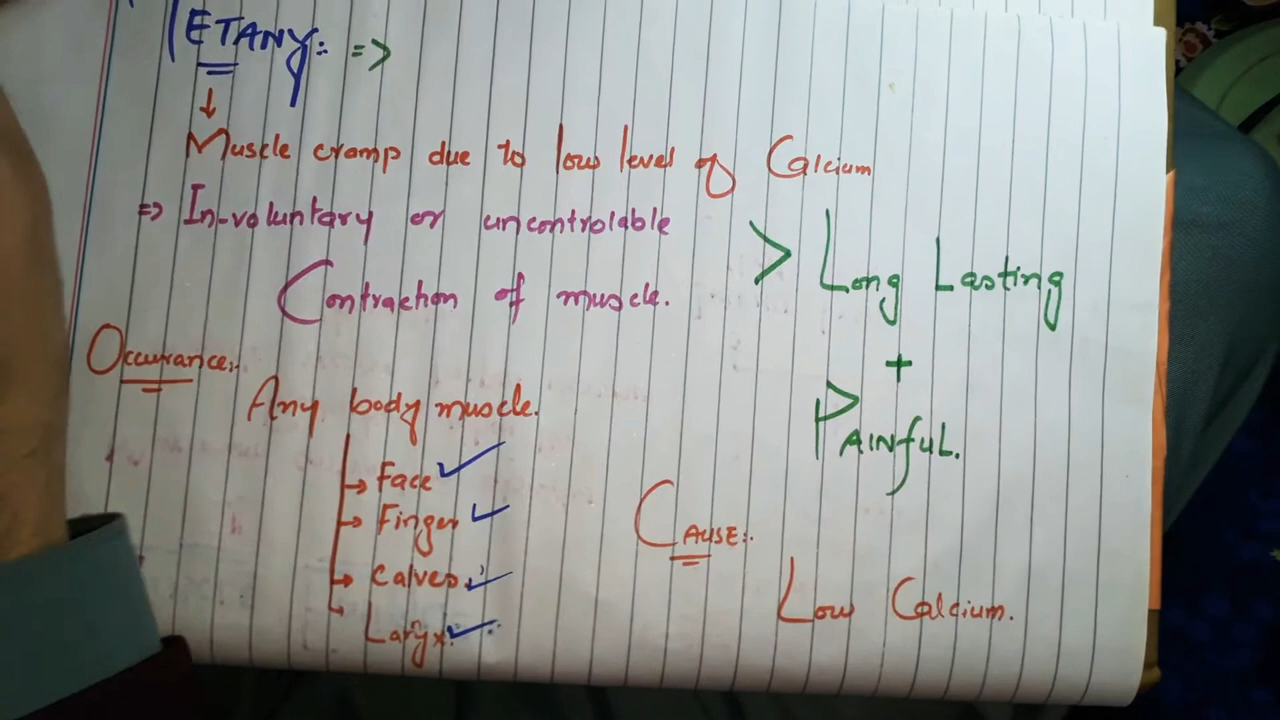 TETANY: =>
Muscle cramp due to low level of Calcium
=> In-voluntary or uncontrolable
Contraction of muscle.
> Long Lasting
+
PAINfUL.
Occurance:
Any body muscle.
Face
Finger
Calves
Laryx
CAUSE:
Low Calcium.